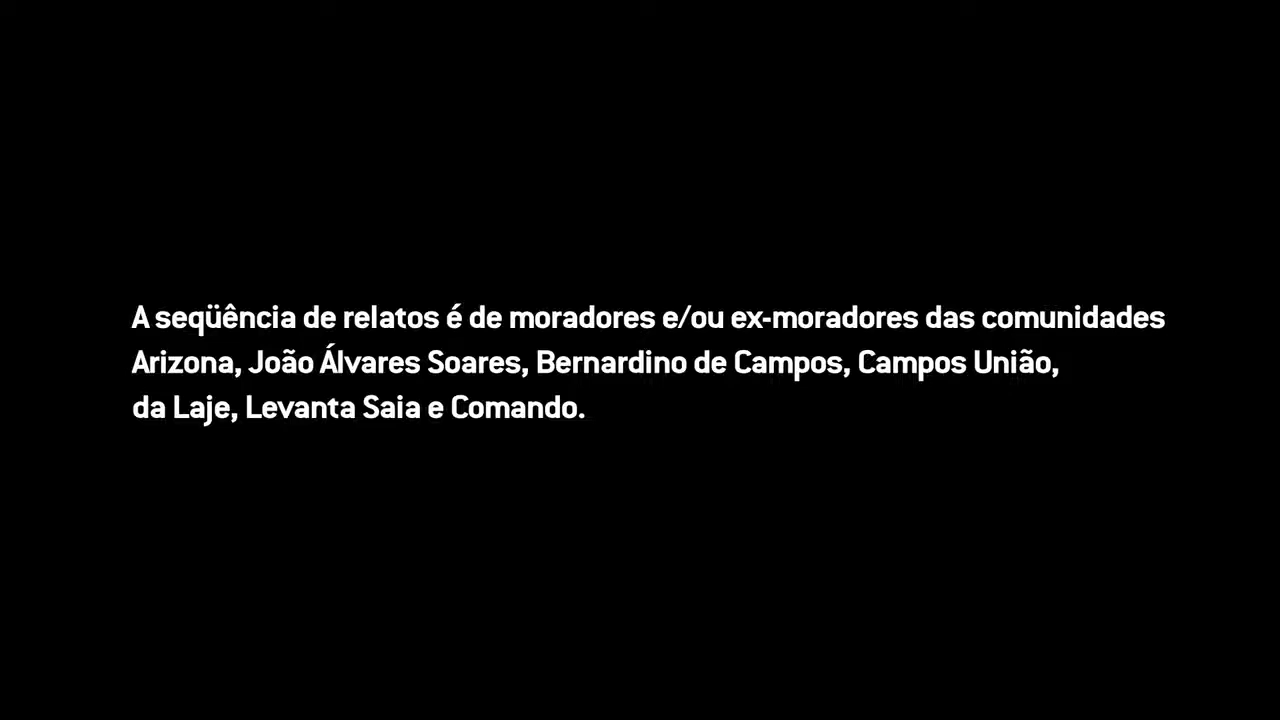 A seqüência de relatos é de moradores e/ou ex-moradores das comunidades
Arizona, João Álvares Soares, Bernardino de Campos, Campos União,
da Laje, Levanta Saia e Comando.